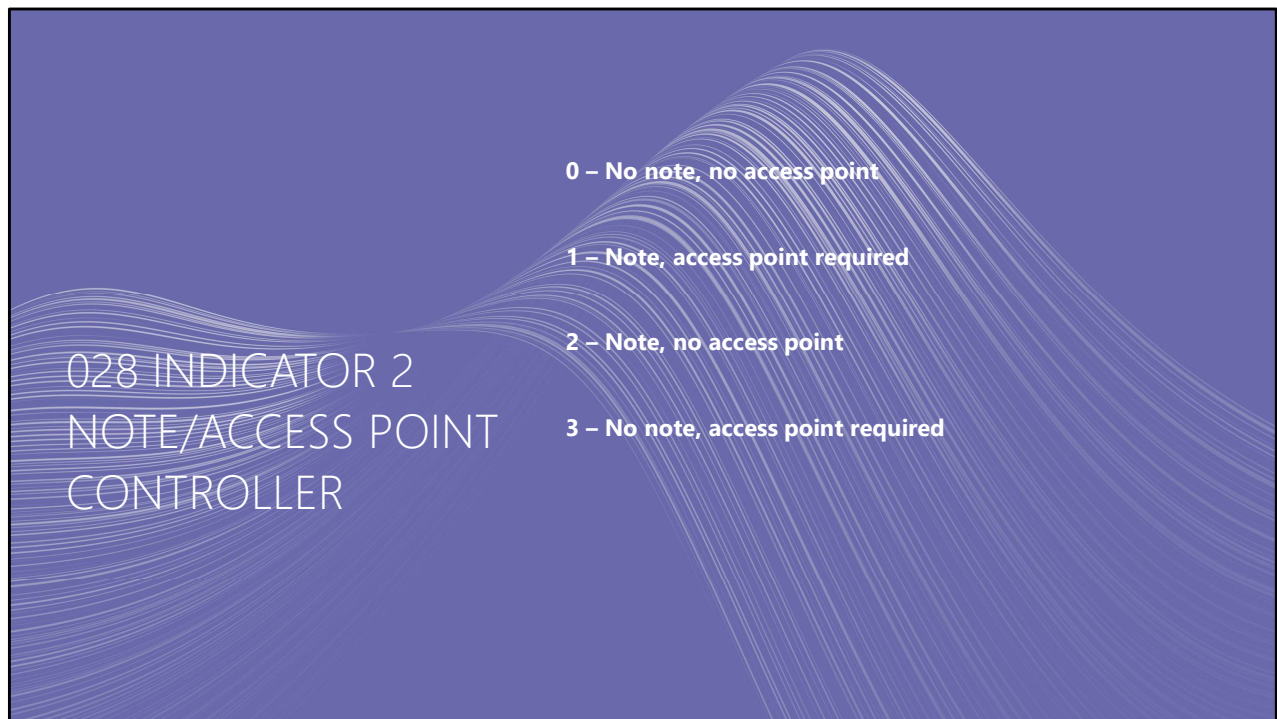 028 INDICATOR 2
NOTE/ACCESS POINT
CONTROLLER
0 – No note, no access point
1 – Note, access point required
2 – Note, no access point
3 – No note, access point required